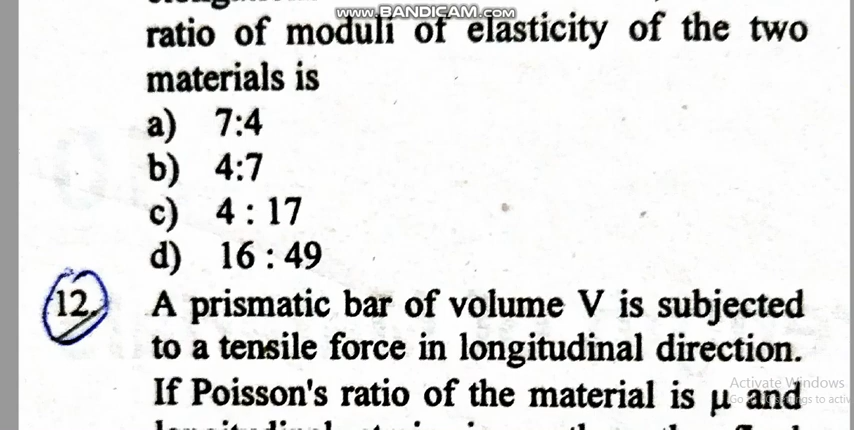 www.BANDICAM.com
ratio of moduli of elasticity of the two
materials is
a) 7:4
b) 4:7
c) 4 : 17
d) 16 : 49
12. A prismatic bar of volume V is subjected
to a tensile force in longitudinal direction.
If Poisson's ratio of the material is μ and
Activate Windows